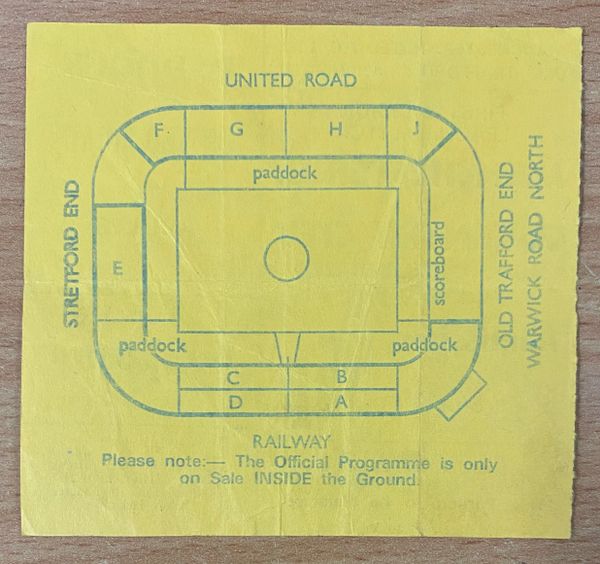 UNITED ROAD
F G H J
paddock
STRETFORD END
E
scoreboard
OLD TRAFFORD END
WARWICK ROAD NORTH
paddock paddock
C B
D A
RAILWAY
Please note:— The Official Programme is only
on Sale INSIDE the Ground.